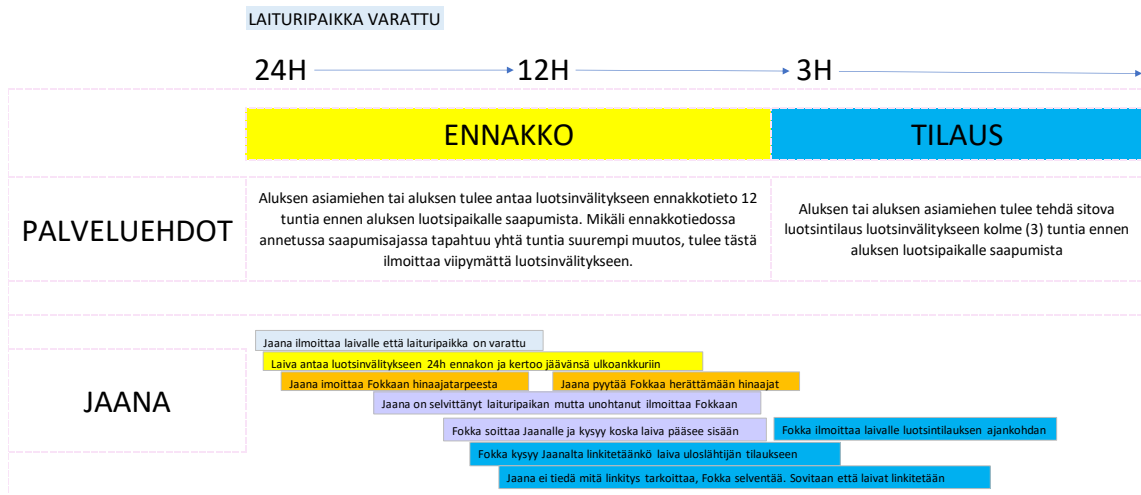 LAITURIPAIKKA VARATTU
24H 12H 3H
ENNAKKO TILAUS
PALVELUEHDOT
Aluksen asiamiehen tai aluksen tulee antaa luotsinvälitykseen ennakkotieto 12
tuntia ennen aluksen luotsipaikalle saapumista. Mikäli ennakkotiedossa
annetussa saapumisajassa tapahtuu yhtä tuntia suurempi muutos, tulee tästä
ilmoittaa viipymättä luotsinvälitykseen.
Aluksen tai aluksen asiamiehen tulee tehdä sitova
luotsintilaus luotsinvälitykseen kolme (3) tuntia ennen
aluksen luotsipaikalle saapumista
JAANA
Jaana ilmoittaa laivalle että laituripaikka on varattu
Laiva antaa luotsinvälitykseen 24h ennakon ja kertoo jäävänsä ulkoankkuriin
Jaana imoittaa Fokkaan hinaajatarpeesta
Jaana pyytää Fokkaa herättämään hinaajat
Jaana on selvittänyt laituripaikan mutta unohtanut ilmoittaa Fokkaan
Fokka soittaa Jaanalle ja kysyy koska laiva pääsee sisään
Fokka ilmoittaa laivalle luotsintilauksen ajankohdan
Fokka kysyy Jaanalta linkitetäänkö laiva uloslähtijän tilaukseen
Jaana ei tiedä mitä linkitys tarkoittaa, Fokka selventää. Sovitaan että laivat linkitetään